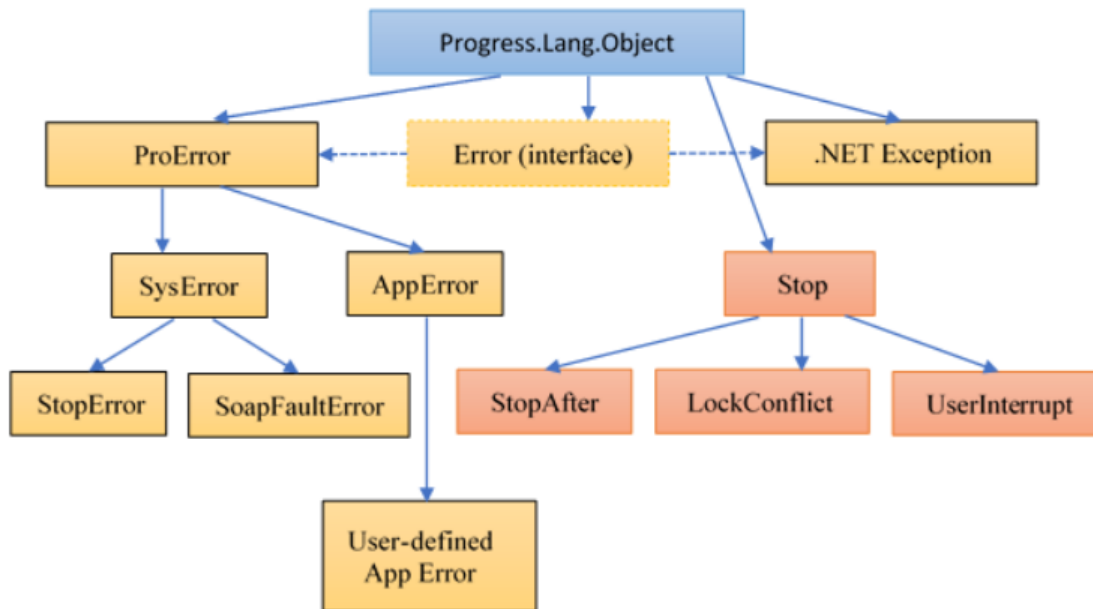 Progress.Lang.Object
ProError
Error (interface)
.NET Exception
SysError
AppError
Stop
StopError
SoapFaultError
StopAfter
LockConflict
UserInterrupt
User-defined
App Error